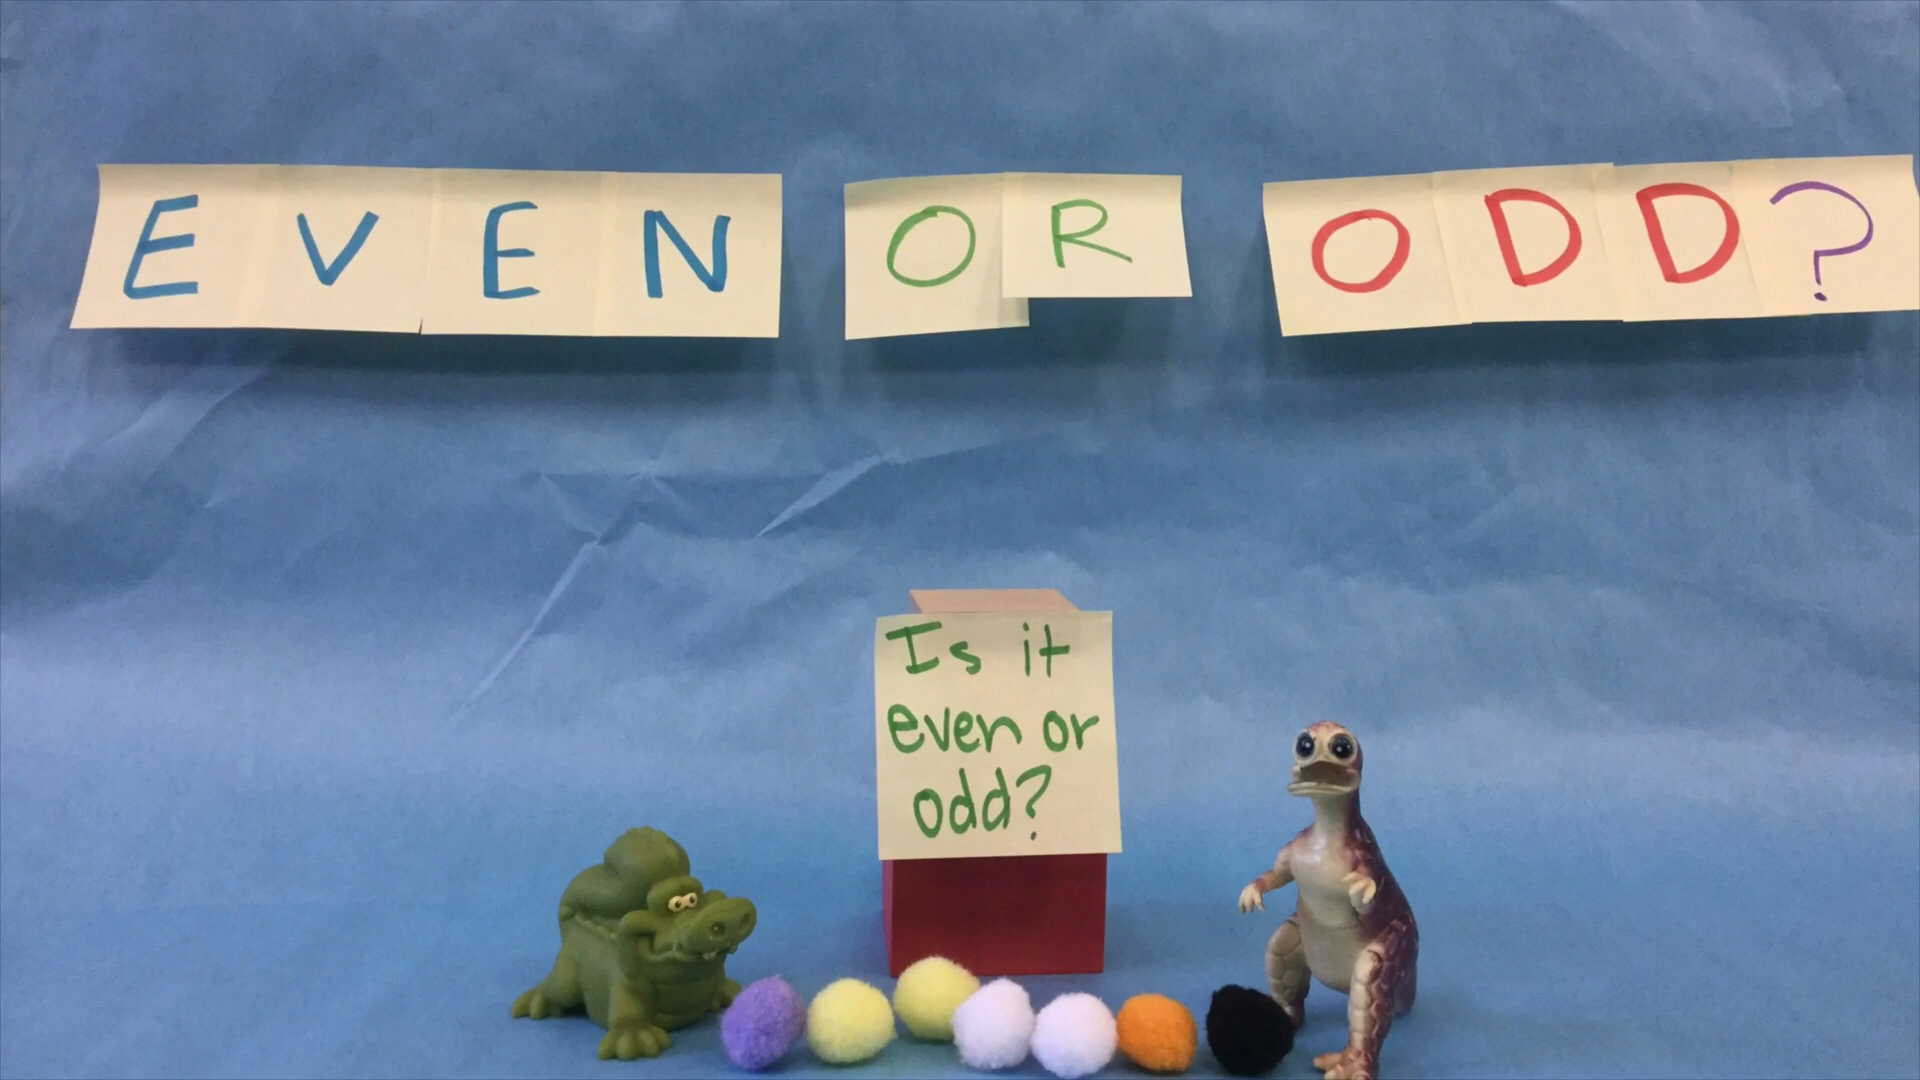 EVEN OR ODD?
Is it
even or
odd?